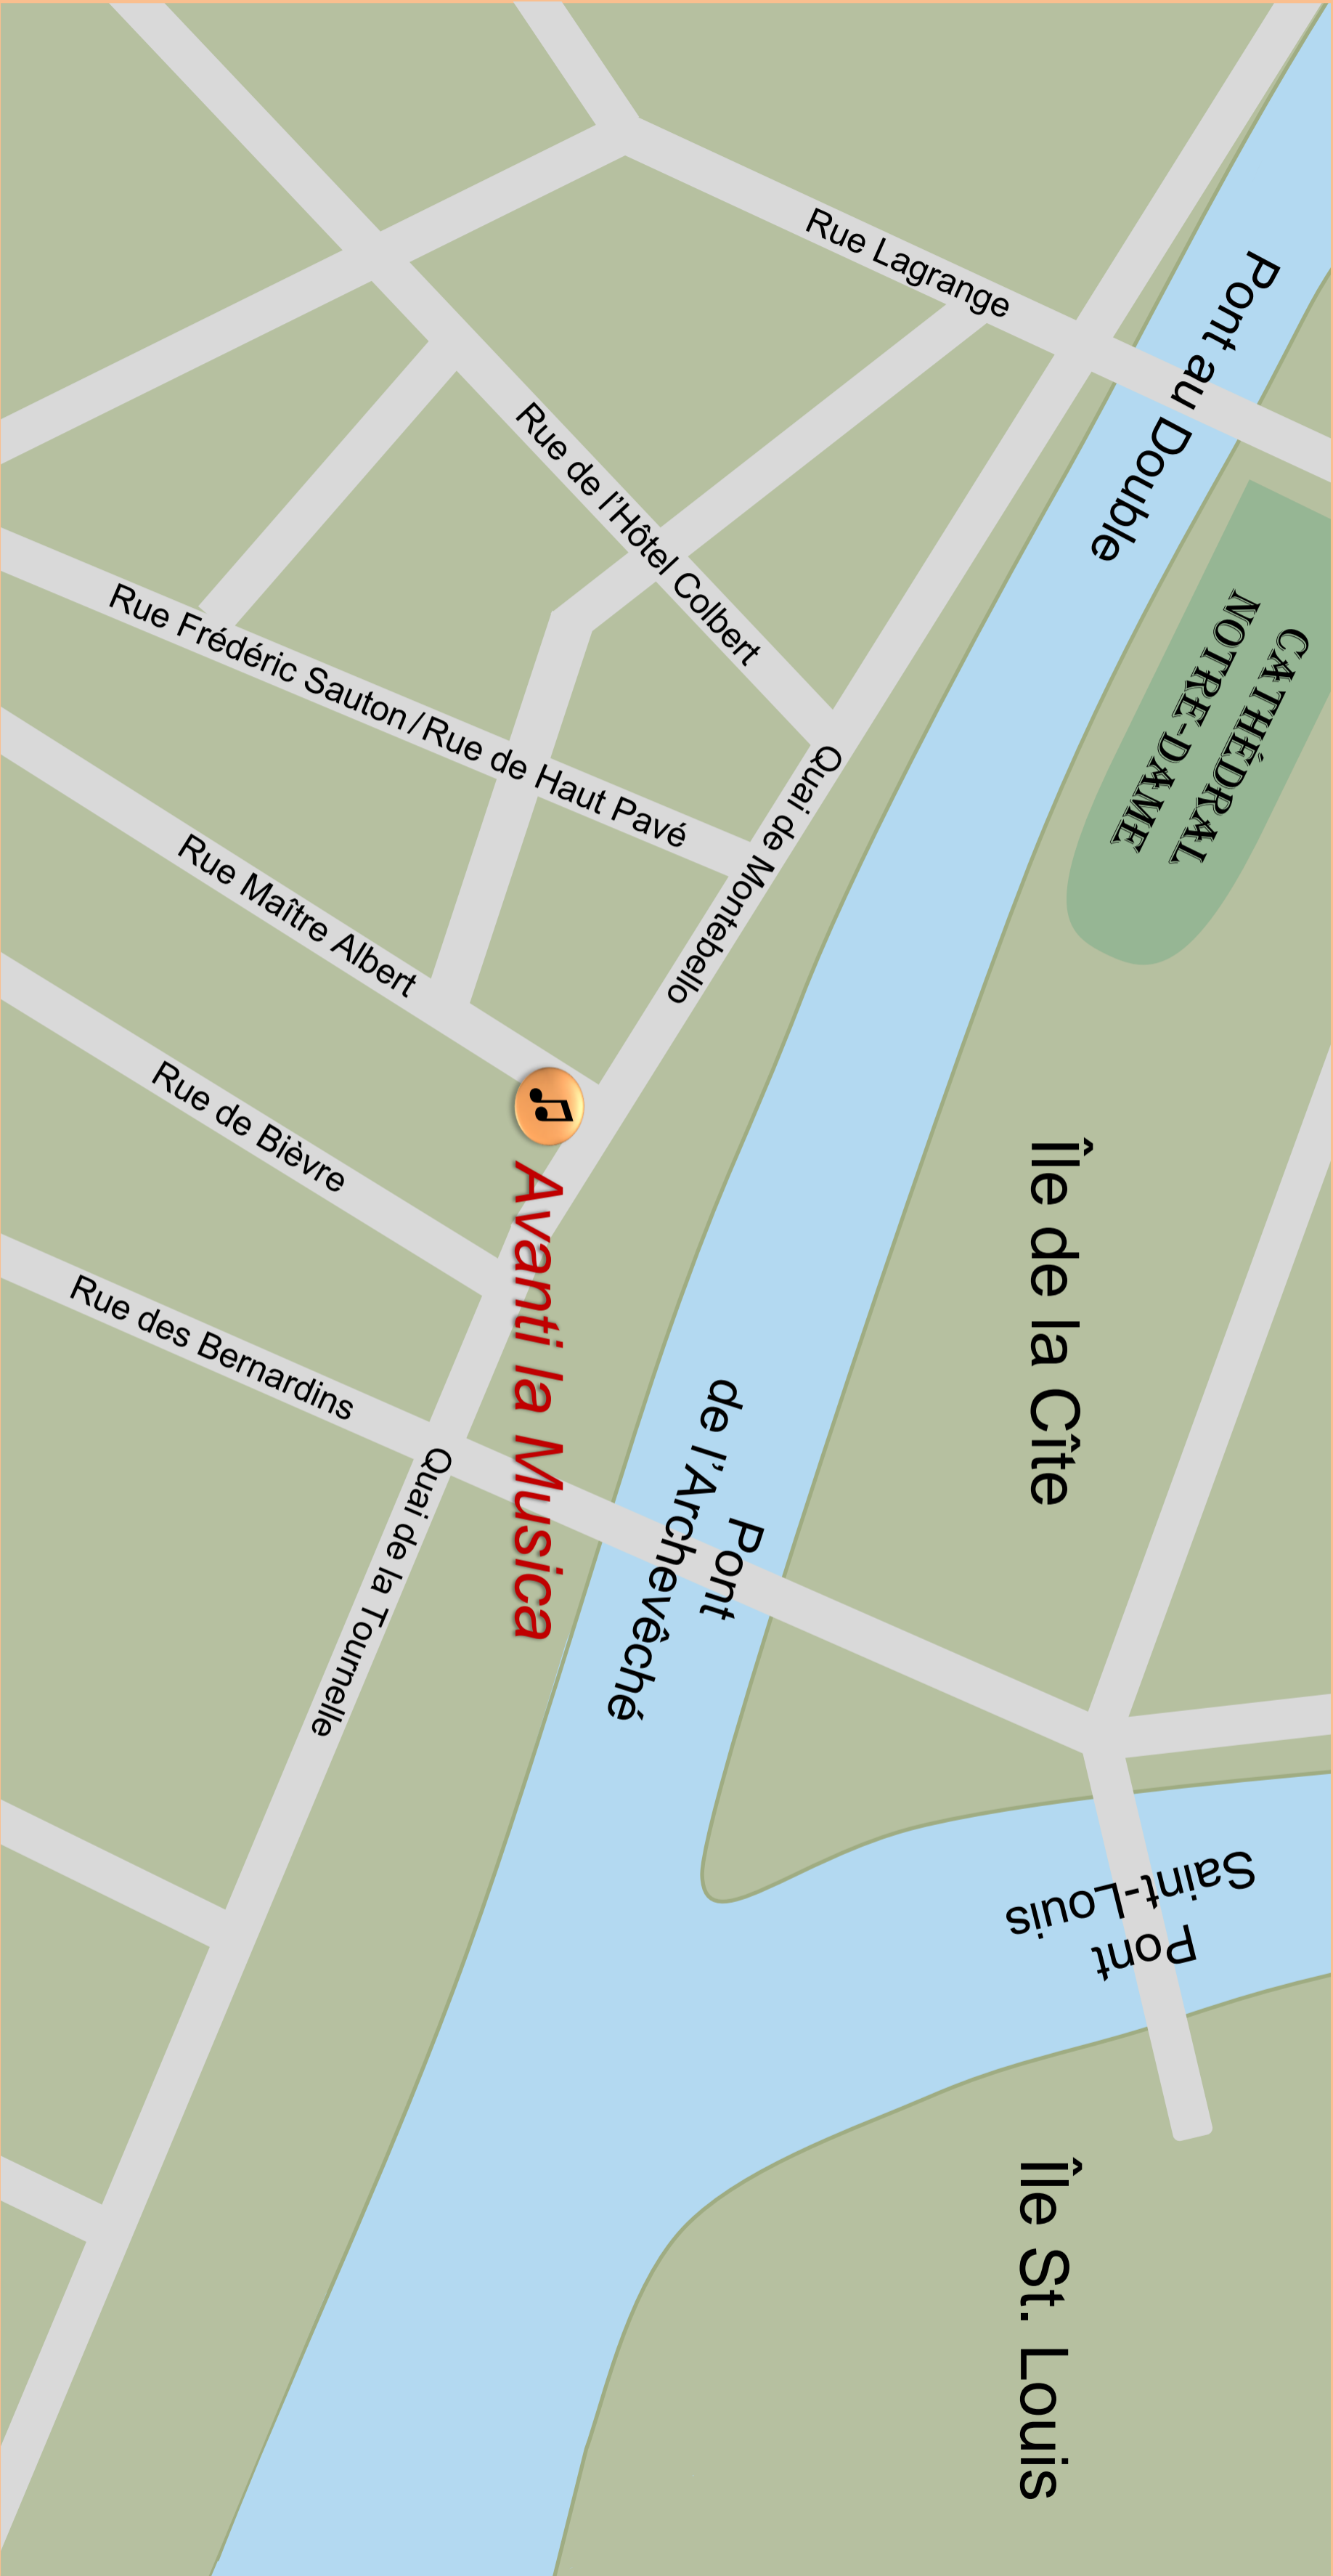 Pont au Double
CATHÉDRAL
NOTRE-DAME
Rue Lagrange
Rue de l'Hôtel Colbert
Quai de Montebello
Rue Frédéric Sauton/Rue de Haut Pavé
Rue Maître Albert
Rue de Bièvre
Rue des Bernardins
Avanti la Musica
Île de la Cîte
Pont
de l'Archevêché
Quai de la Tournelle
Pont
Saint-Louis
Île St. Louis